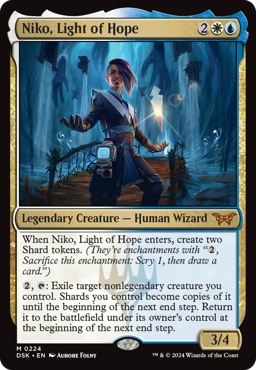 Niko, Light of Hope 2
Legendary Creature — Human Wizard
When Niko, Light of Hope enters, create two
Shard tokens. (They're enchantments with "2,
Sacrifice this enchantment: Scry 1, then draw a
card.")
2, : Exile target nonlegendary creature you
control. Shards you control become copies of it
until the beginning of the next end step. Return
it to the battlefield under its owner's control at
the beginning of the next end step.
3/4
M 0224
DSK • EN AURORE FOLNY
™ & © 2024 Wizards of the Coast